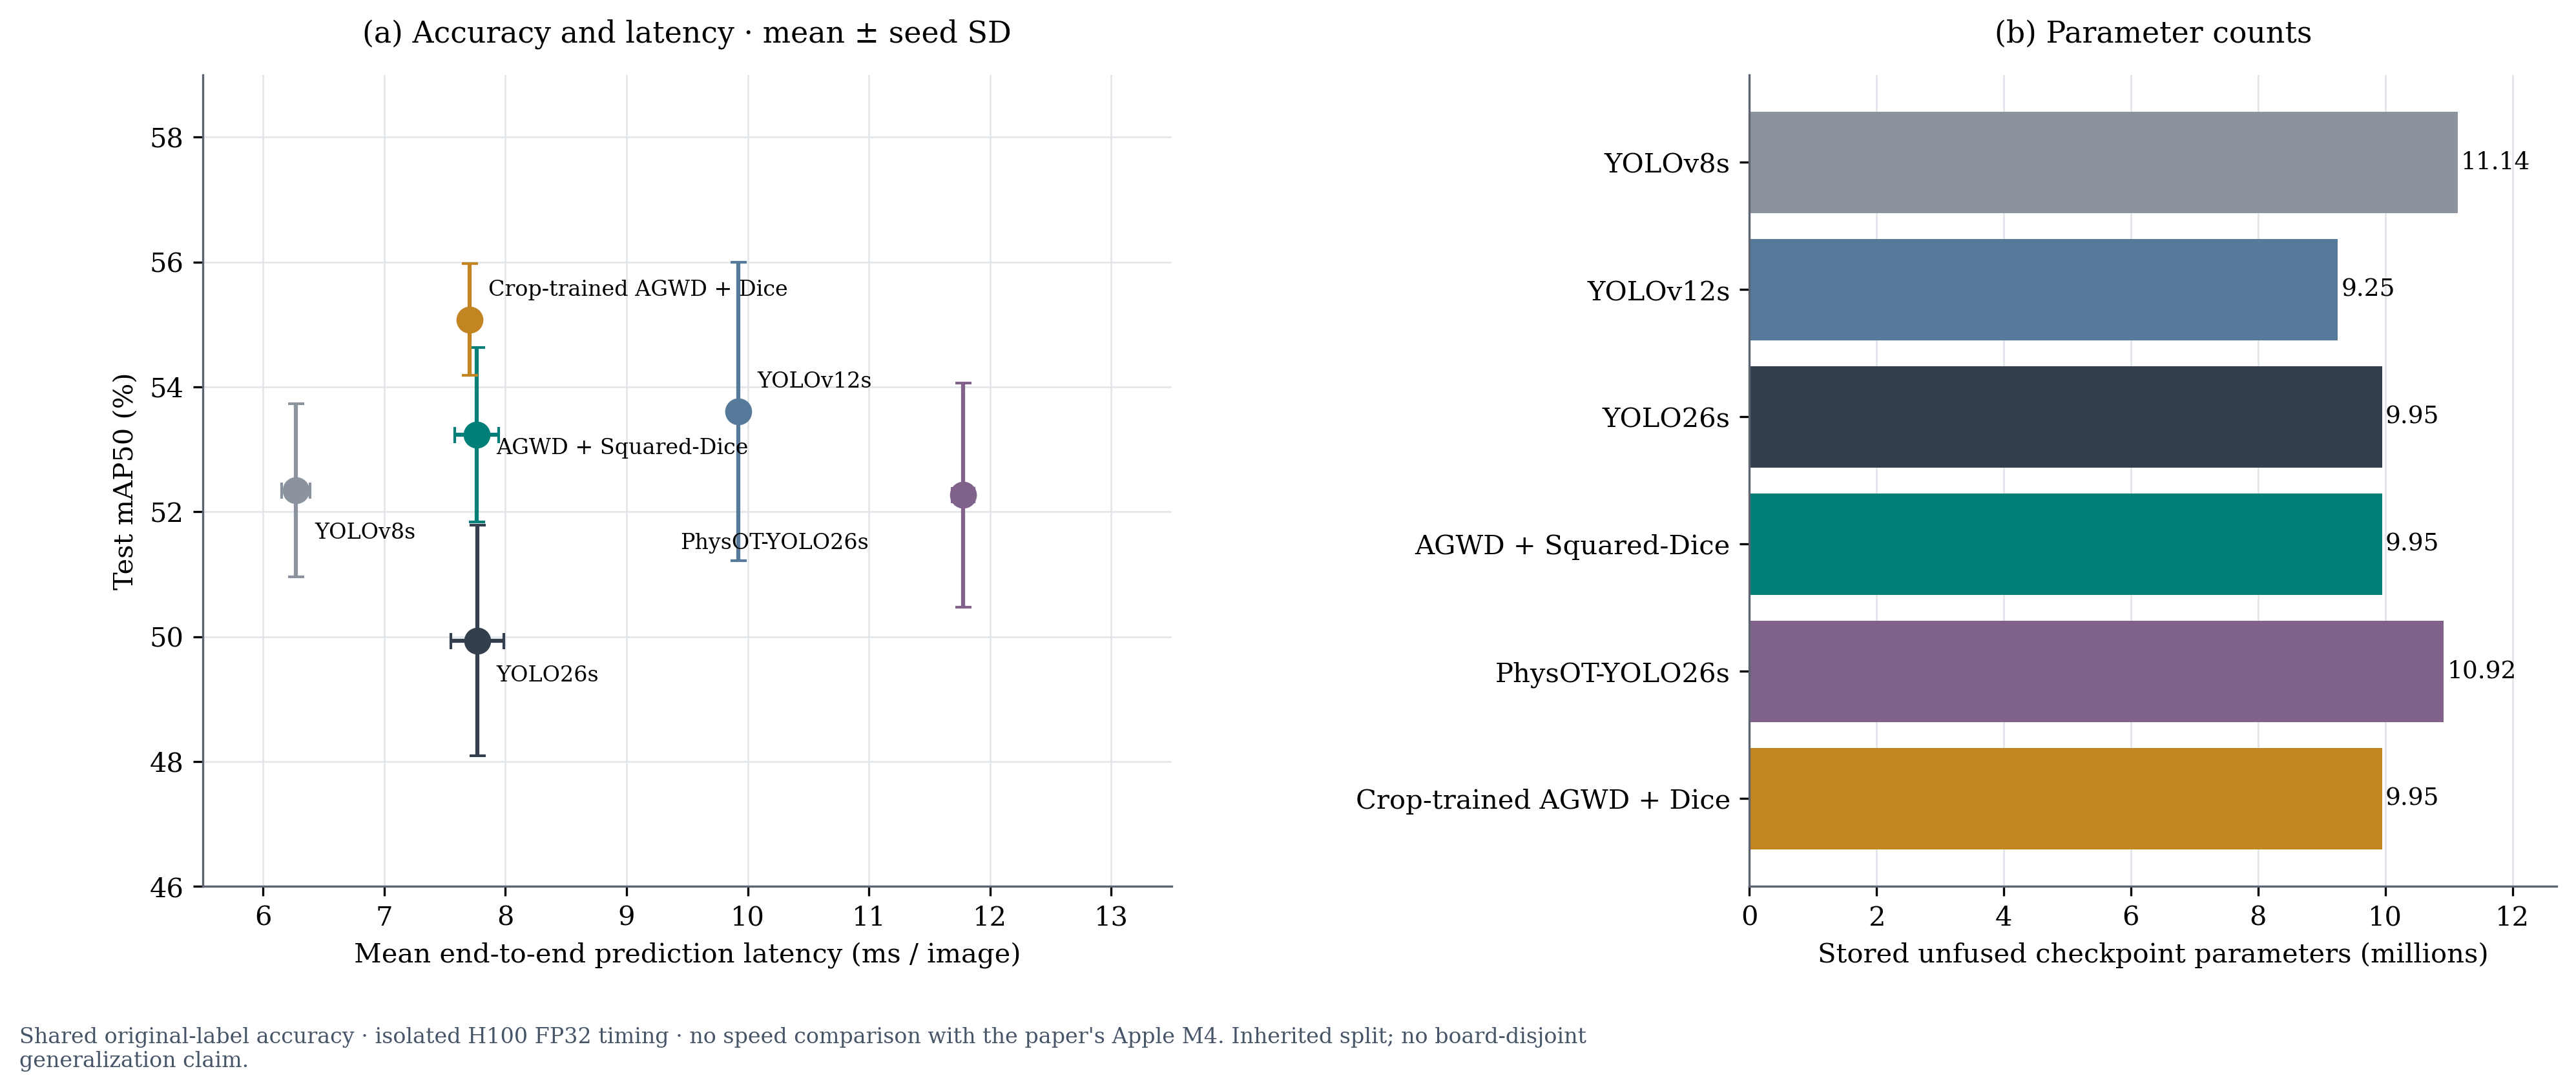 (a) Accuracy and latency · mean ± seed SD
58
56
54
52
50
48
46
Test mAP50 (%)
Crop-trained AGWD + Dice
YOLOv12s
AGWD + Squared-Dice
YOLOv8s
PhysOT-YOLO26s
YOLO26s
6 7 8 9 10 11 12 13
Mean end-to-end prediction latency (ms / image)
(b) Parameter counts
YOLOv8s 11.14
YOLOv12s 9.25
YOLO26s 9.95
AGWD + Squared-Dice 9.95
PhysOT-YOLO26s 10.92
Crop-trained AGWD + Dice 9.95
0 2 4 6 8 10 12
Stored unfused checkpoint parameters (millions)
Shared original-label accuracy · isolated H100 FP32 timing · no speed comparison with the paper's Apple M4. Inherited split; no board-disjoint
generalization claim.